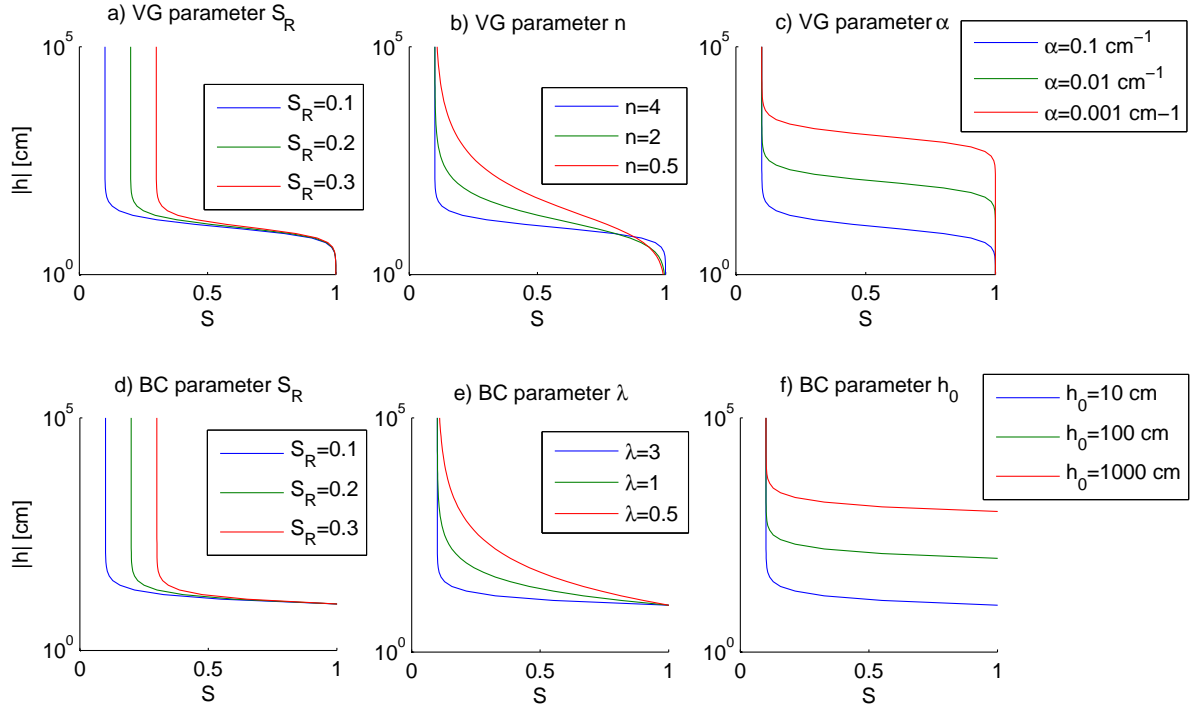 a) VG parameter S_R
b) VG parameter n
c) VG parameter α
10^5
10^0
|h| [cm]
0
0.5
1
S
S_R=0.1
S_R=0.2
S_R=0.3
10^5
10^0
0
0.5
1
S
n=4
n=2
n=0.5
10^5
10^0
0
0.5
1
S
α=0.1 cm^−1
α=0.01 cm^−1
α=0.001 cm−1
d) BC parameter S_R
e) BC parameter λ
f) BC parameter h_0
10^5
10^0
|h| [cm]
0
0.5
1
S
S_R=0.1
S_R=0.2
S_R=0.3
10^5
10^0
0
0.5
1
S
λ=3
λ=1
λ=0.5
10^5
10^0
0
0.5
1
S
h_0=10 cm
h_0=100 cm
h_0=1000 cm